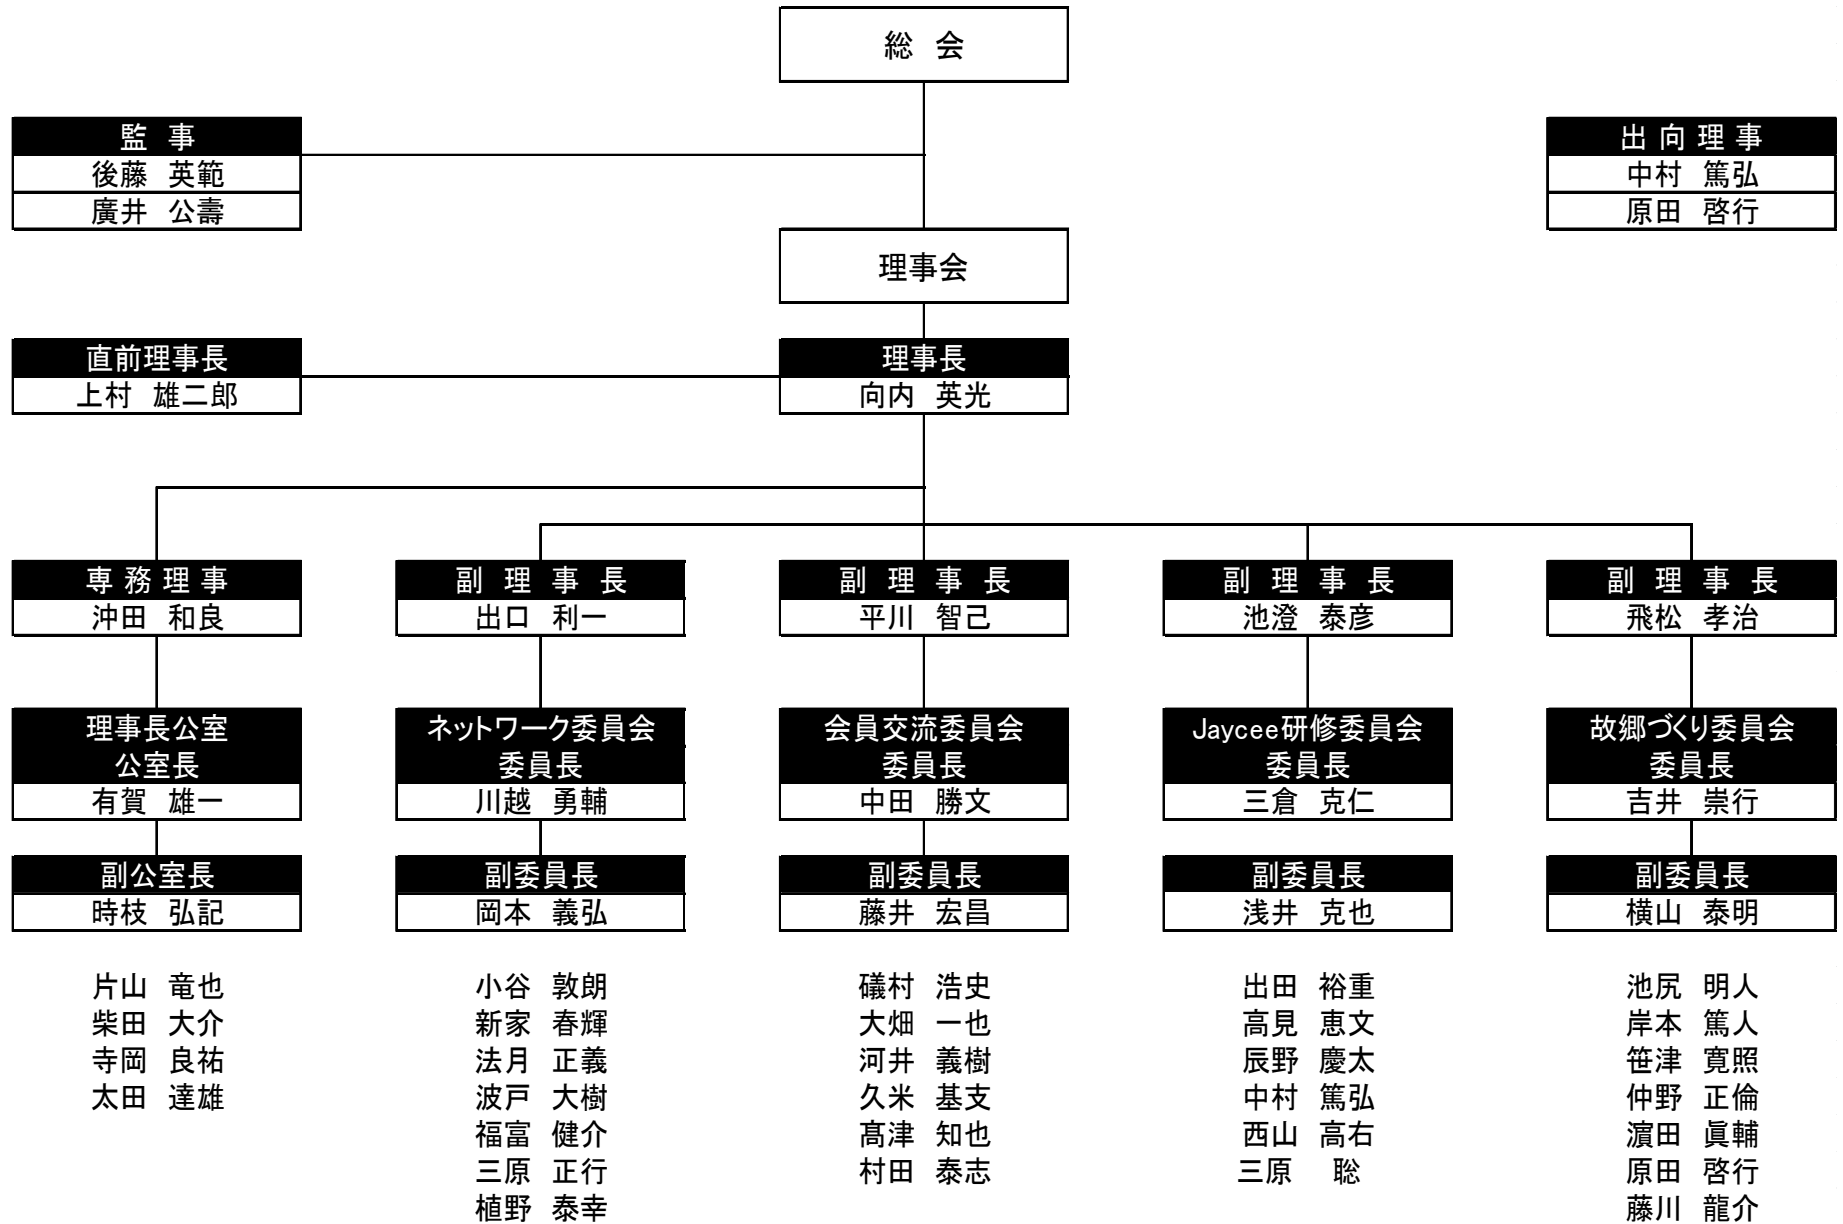 総 会
監 事
後藤 英範
廣井 公壽
出 向 理 事
中村 篤弘
原田 啓行
理事会
直前理事長
上村 雄二郎
理事長
向内 英光
専 務 理 事
沖田 和良
副 理 事 長
出口 利一
副 理 事 長
平川 智己
副 理 事 長
池澄 泰彦
副 理 事 長
飛松 孝治
理事長公室
公室長
有賀 雄一
ネットワーク委員会
委員長
川越 勇輔
会員交流委員会
委員長
中田 勝文
Jaycee研修委員会
委員長
三倉 克仁
故郷づくり委員会
委員長
吉井 崇行
副公室長
時枝 弘記
副委員長
岡本 義弘
副委員長
藤井 宏昌
副委員長
浅井 克也
副委員長
横山 泰明
片山 竜也
柴田 大介
寺岡 良祐
太田 達雄
小谷 敦朗
新家 春輝
法月 正義
波戸 大樹
福富 健介
三原 正行
植野 泰幸
礒村 浩史
大畑 一也
河井 義樹
久米 基支
髙津 知也
村田 泰志
出田 裕重
高見 恵文
辰野 慶太
中村 篤弘
西山 高右
三原 聡
池尻 明人
岸本 篤人
笹津 寛照
仲野 正倫
濵田 眞輔
原田 啓行
藤川 龍介